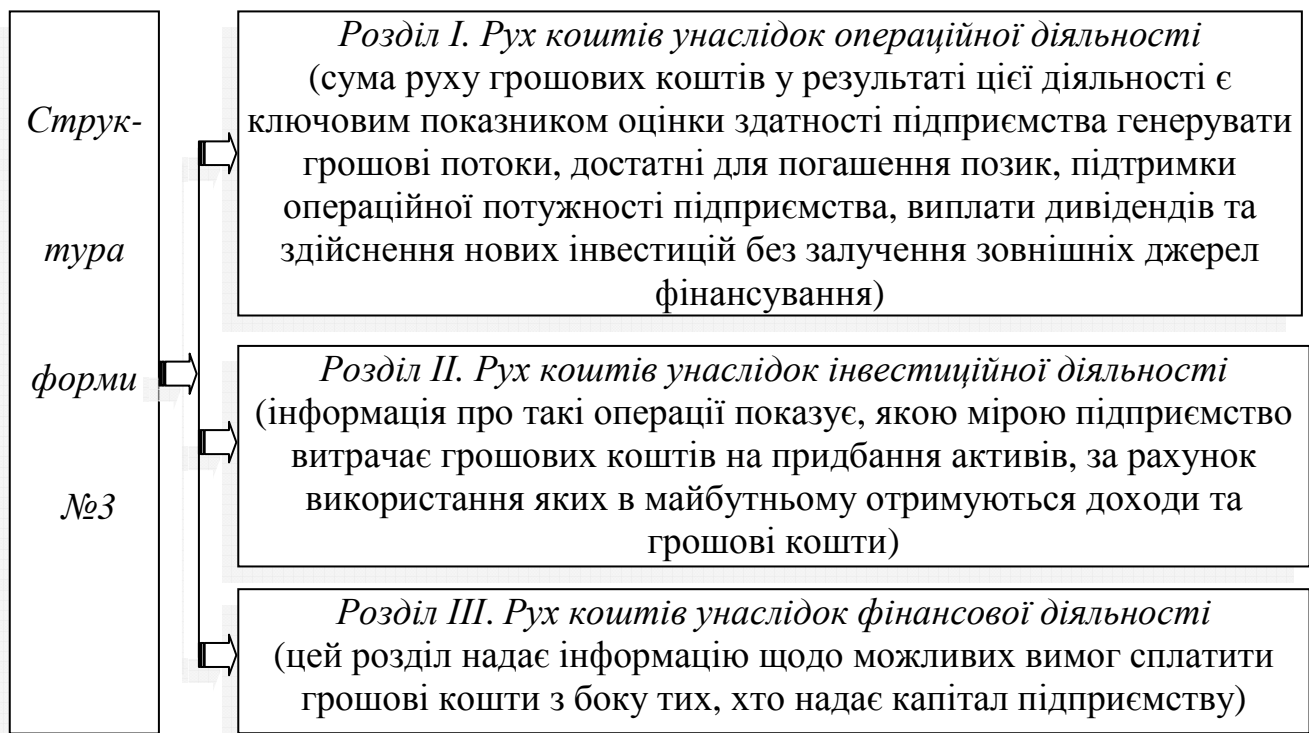 Струк-
тура
форми
№3
Розділ I. Рух коштів унаслідок операційної діяльності
(сума руху грошових коштів у результаті цієї діяльності є
ключовим показником оцінки здатності підприємства генерувати
грошові потоки, достатні для погашення позик, підтримки
операційної потужності підприємства, виплати дивідендів та
здійснення нових інвестицій без залучення зовнішніх джерел
фінансування)
Розділ II. Рух коштів унаслідок інвестиційної діяльності
(інформація про такі операції показує, якою мірою підприємство
витрачає грошових коштів на придбання активів, за рахунок
використання яких в майбутньому отримуються доходи та
грошові кошти)
Розділ III. Рух коштів унаслідок фінансової діяльності
(цей розділ надає інформацію щодо можливих вимог сплатити
грошові кошти з боку тих, хто надає капітал підприємству)